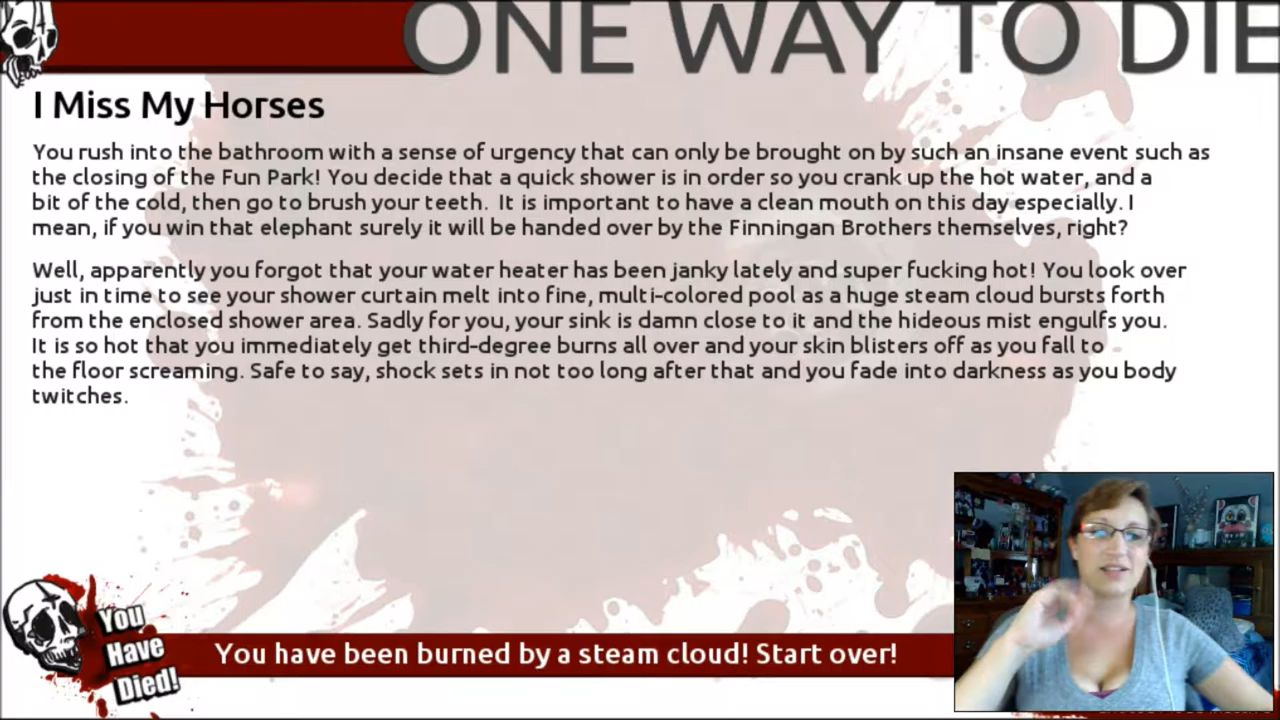 ONE WAY TO DIE
I Miss My Horses
You rush into the bathroom with a sense of urgency that can only be brought on by such an insane event such as
the closing of the Fun Park! You decide that a quick shower is in order so you crank up the hot water, and a
bit of the cold, then go to brush your teeth. It is important to have a clean mouth on this day especially. I
mean, if you win that elephant surely it will be handed over by the Finningan Brothers themselves, right?
Well, apparently you forgot that your water heater has been janky lately and super fucking hot! You look over
just in time to see your shower curtain melt into fine, multi-colored pool as a huge steam cloud bursts forth
from the enclosed shower area. Sadly for you, your sink is damn close to it and the hideous mist engulfs you.
It is so hot that you immediately get third-degree burns all over and your skin blisters off as you fall to
the floor screaming. Safe to say, shock sets in not too long after that and you fade into darkness as you body
twitches.
You
Have
Died!
You have been burned by a steam cloud! Start over!